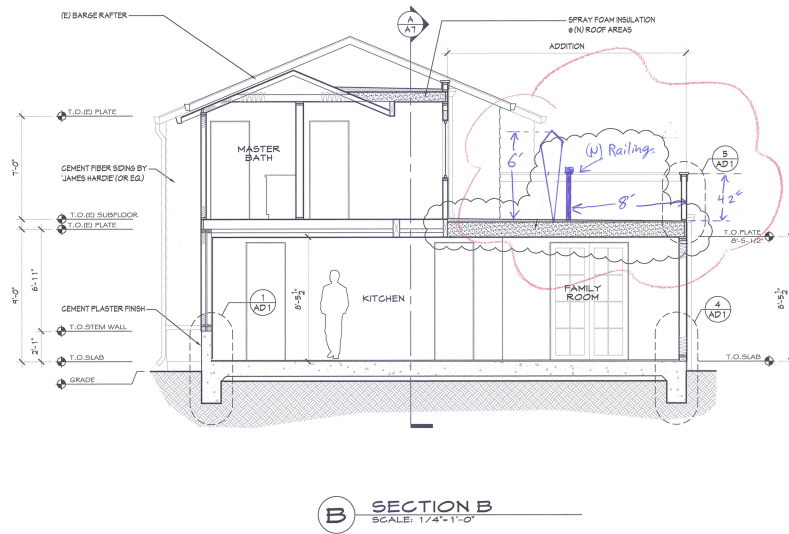 (E) BARGE RAFTER
A
A7
SPRAY FOAM INSULATION
@ (N) ROOF AREAS
ADDITION
T.O.(E) PLATE
MASTER
BATH
6'
(N) Railings
5
AD1
7'-0"
CEMENT FIBER SIDING BY
'JAMES HARDIE' (OR EQ.)
8'
42"
T.O.(E) SUBFLOOR
T.O.(E) PLATE
T.O.PLATE
8'-5-1/2"
9'-0"
6'-11"
8'-5 1/2"
KITCHEN
FAMILY
ROOM
8'-5 1/2"
CEMENT PLASTER FINISH
1
AD1
4
AD1
T.O.STEM WALL
2'-1"
T.O.SLAB
T.O.SLAB
GRADE
B
SECTION B
SCALE: 1/4"=1'-0"